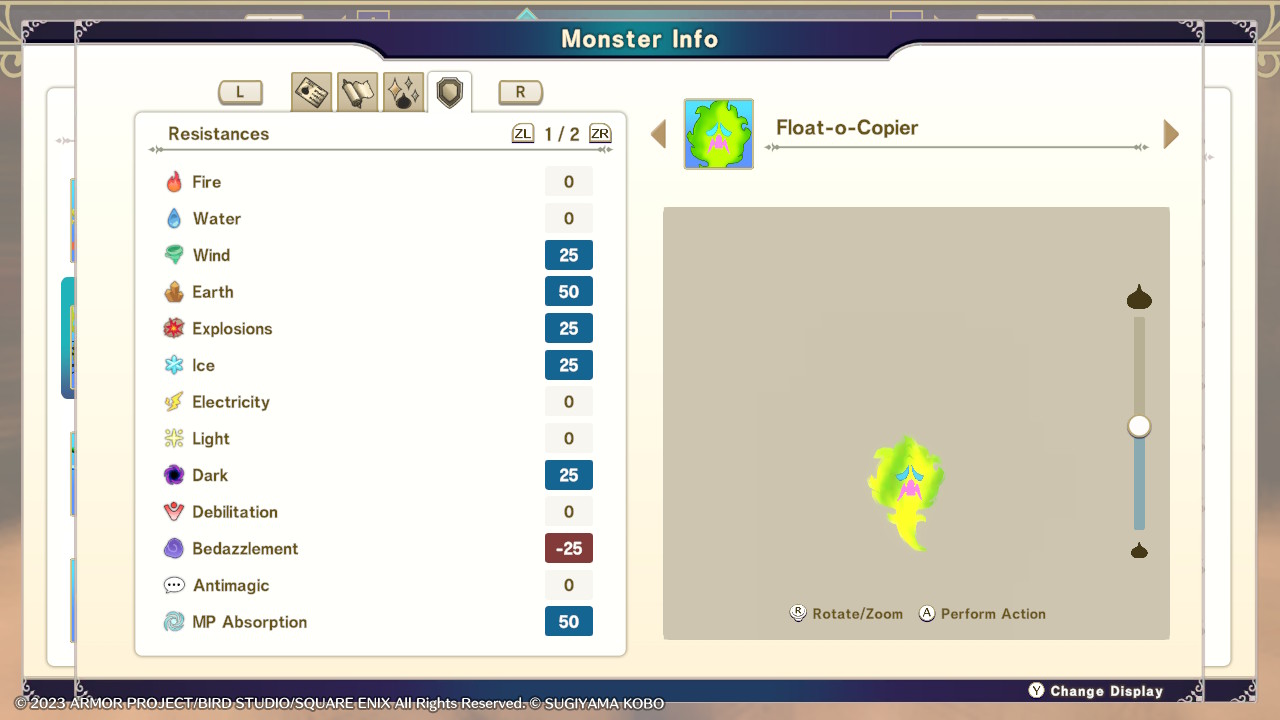 Monster Info
L
R
Resistances
ZL 1 / 2 ZR
Float-o-Copier
Fire 0
Water 0
Wind 25
Earth 50
Explosions 25
Ice 25
Electricity 0
Light 0
Dark 25
Debilitation 0
Bedazzlement -25
Antimagic 0
MP Absorption 50
R Rotate/Zoom A Perform Action
Y Change Display
© 2023 ARMOR PROJECT/BIRD STUDIO/SQUARE ENIX All Rights Reserved. © SUGIYAMA KOBO